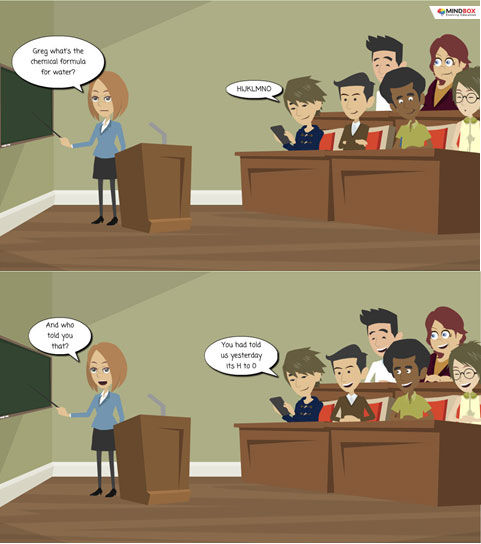 MINDBOX
Greg what's the
chemical formula
for water?
HIJKLMNO
And who
told you
that?
You had told
us yesterday
its H to O